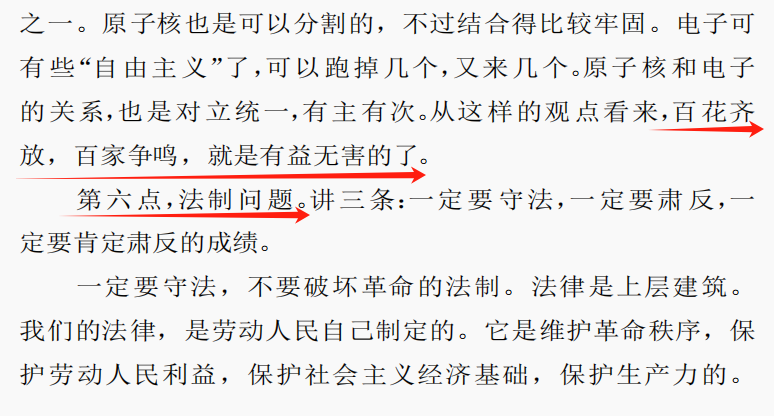 之一。原子核也是可以分割的，不过结合得比较牢固。电子可
有些“自由主义”了，可以跑掉几个，又来几个。原子核和电子
的关系，也是对立统一，有主有次。从这样的观点看来，百花齐
放，百家争鸣，就是有益无害的了。
第六点，法制问题。讲三条：一定要守法，一定要肃反，一
定要肯定肃反的成绩。
一定要守法，不要破坏革命的法制。法律是上层建筑。
我们的法律，是劳动人民自己制定的。它是维护革命秩序，保
护劳动人民利益，保护社会主义经济基础，保护生产力的。